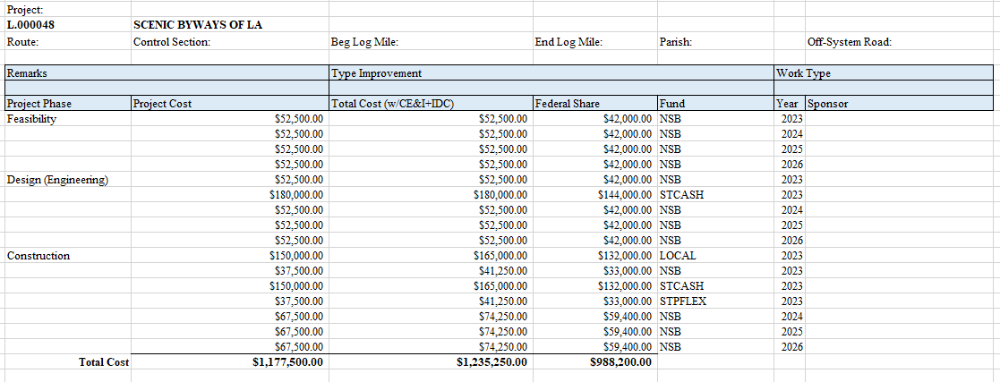 Project:
L.000048 SCENIC BYWAYS OF LA
Route: Control Section: Beg Log Mile: End Log Mile: Parish: Off-System Road:
Remarks Type Improvement Work Type
Project Phase Project Cost Total Cost (w/CE&I+IDC) Federal Share Fund Year Sponsor
Feasibility $52,500.00 $52,500.00 $42,000.00 NSB 2023
$52,500.00 $52,500.00 $42,000.00 NSB 2024
$52,500.00 $52,500.00 $42,000.00 NSB 2025
$52,500.00 $52,500.00 $42,000.00 NSB 2026
Design (Engineering) $52,500.00 $52,500.00 $42,000.00 NSB 2023
$180,000.00 $180,000.00 $144,000.00 STCASH 2023
$52,500.00 $52,500.00 $42,000.00 NSB 2024
$52,500.00 $52,500.00 $42,000.00 NSB 2025
$52,500.00 $52,500.00 $42,000.00 NSB 2026
Construction $150,000.00 $165,000.00 $132,000.00 LOCAL 2023
$37,500.00 $41,250.00 $33,000.00 NSB 2023
$150,000.00 $165,000.00 $132,000.00 STCASH 2023
$37,500.00 $41,250.00 $33,000.00 STPFLEX 2023
$67,500.00 $74,250.00 $59,400.00 NSB 2024
$67,500.00 $74,250.00 $59,400.00 NSB 2025
$67,500.00 $74,250.00 $59,400.00 NSB 2026
Total Cost $1,177,500.00 $1,235,250.00 $988,200.00